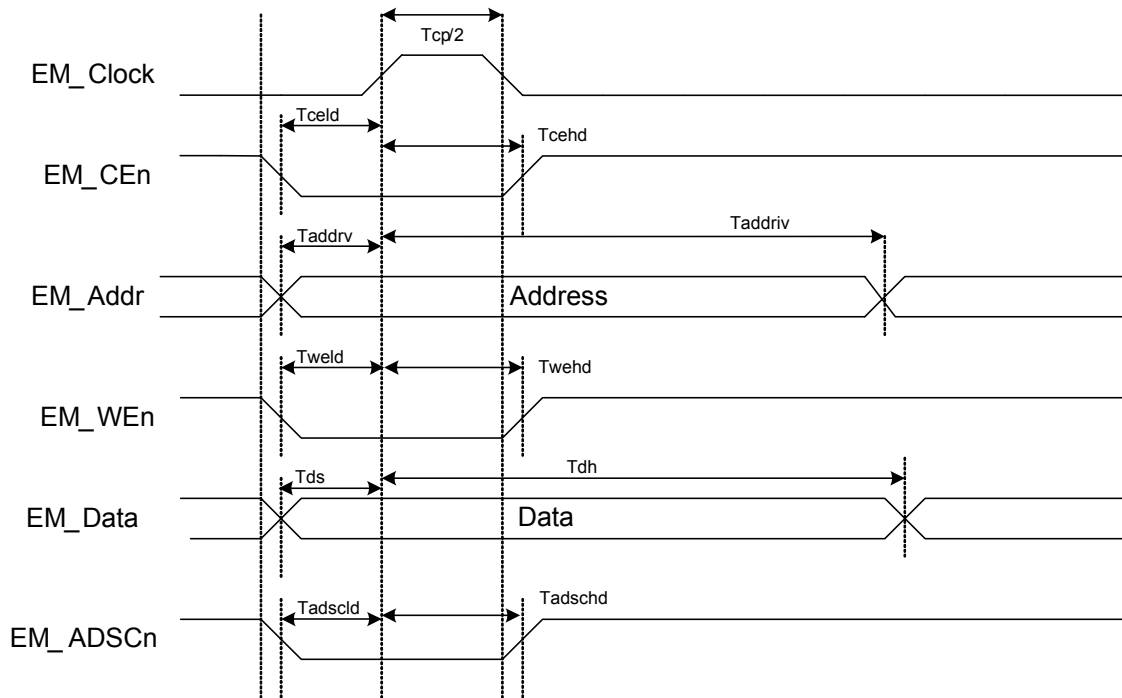 Tcp/2
EM_Clock
Tceld
Tcehd
EM_CEn
Taddrv
Taddriv
EM_Addr
Address
Tweld
Twehd
EM_WEn
Tds
Tdh
EM_Data
Data
Tadscld
Tadschd
EM_ADSCn